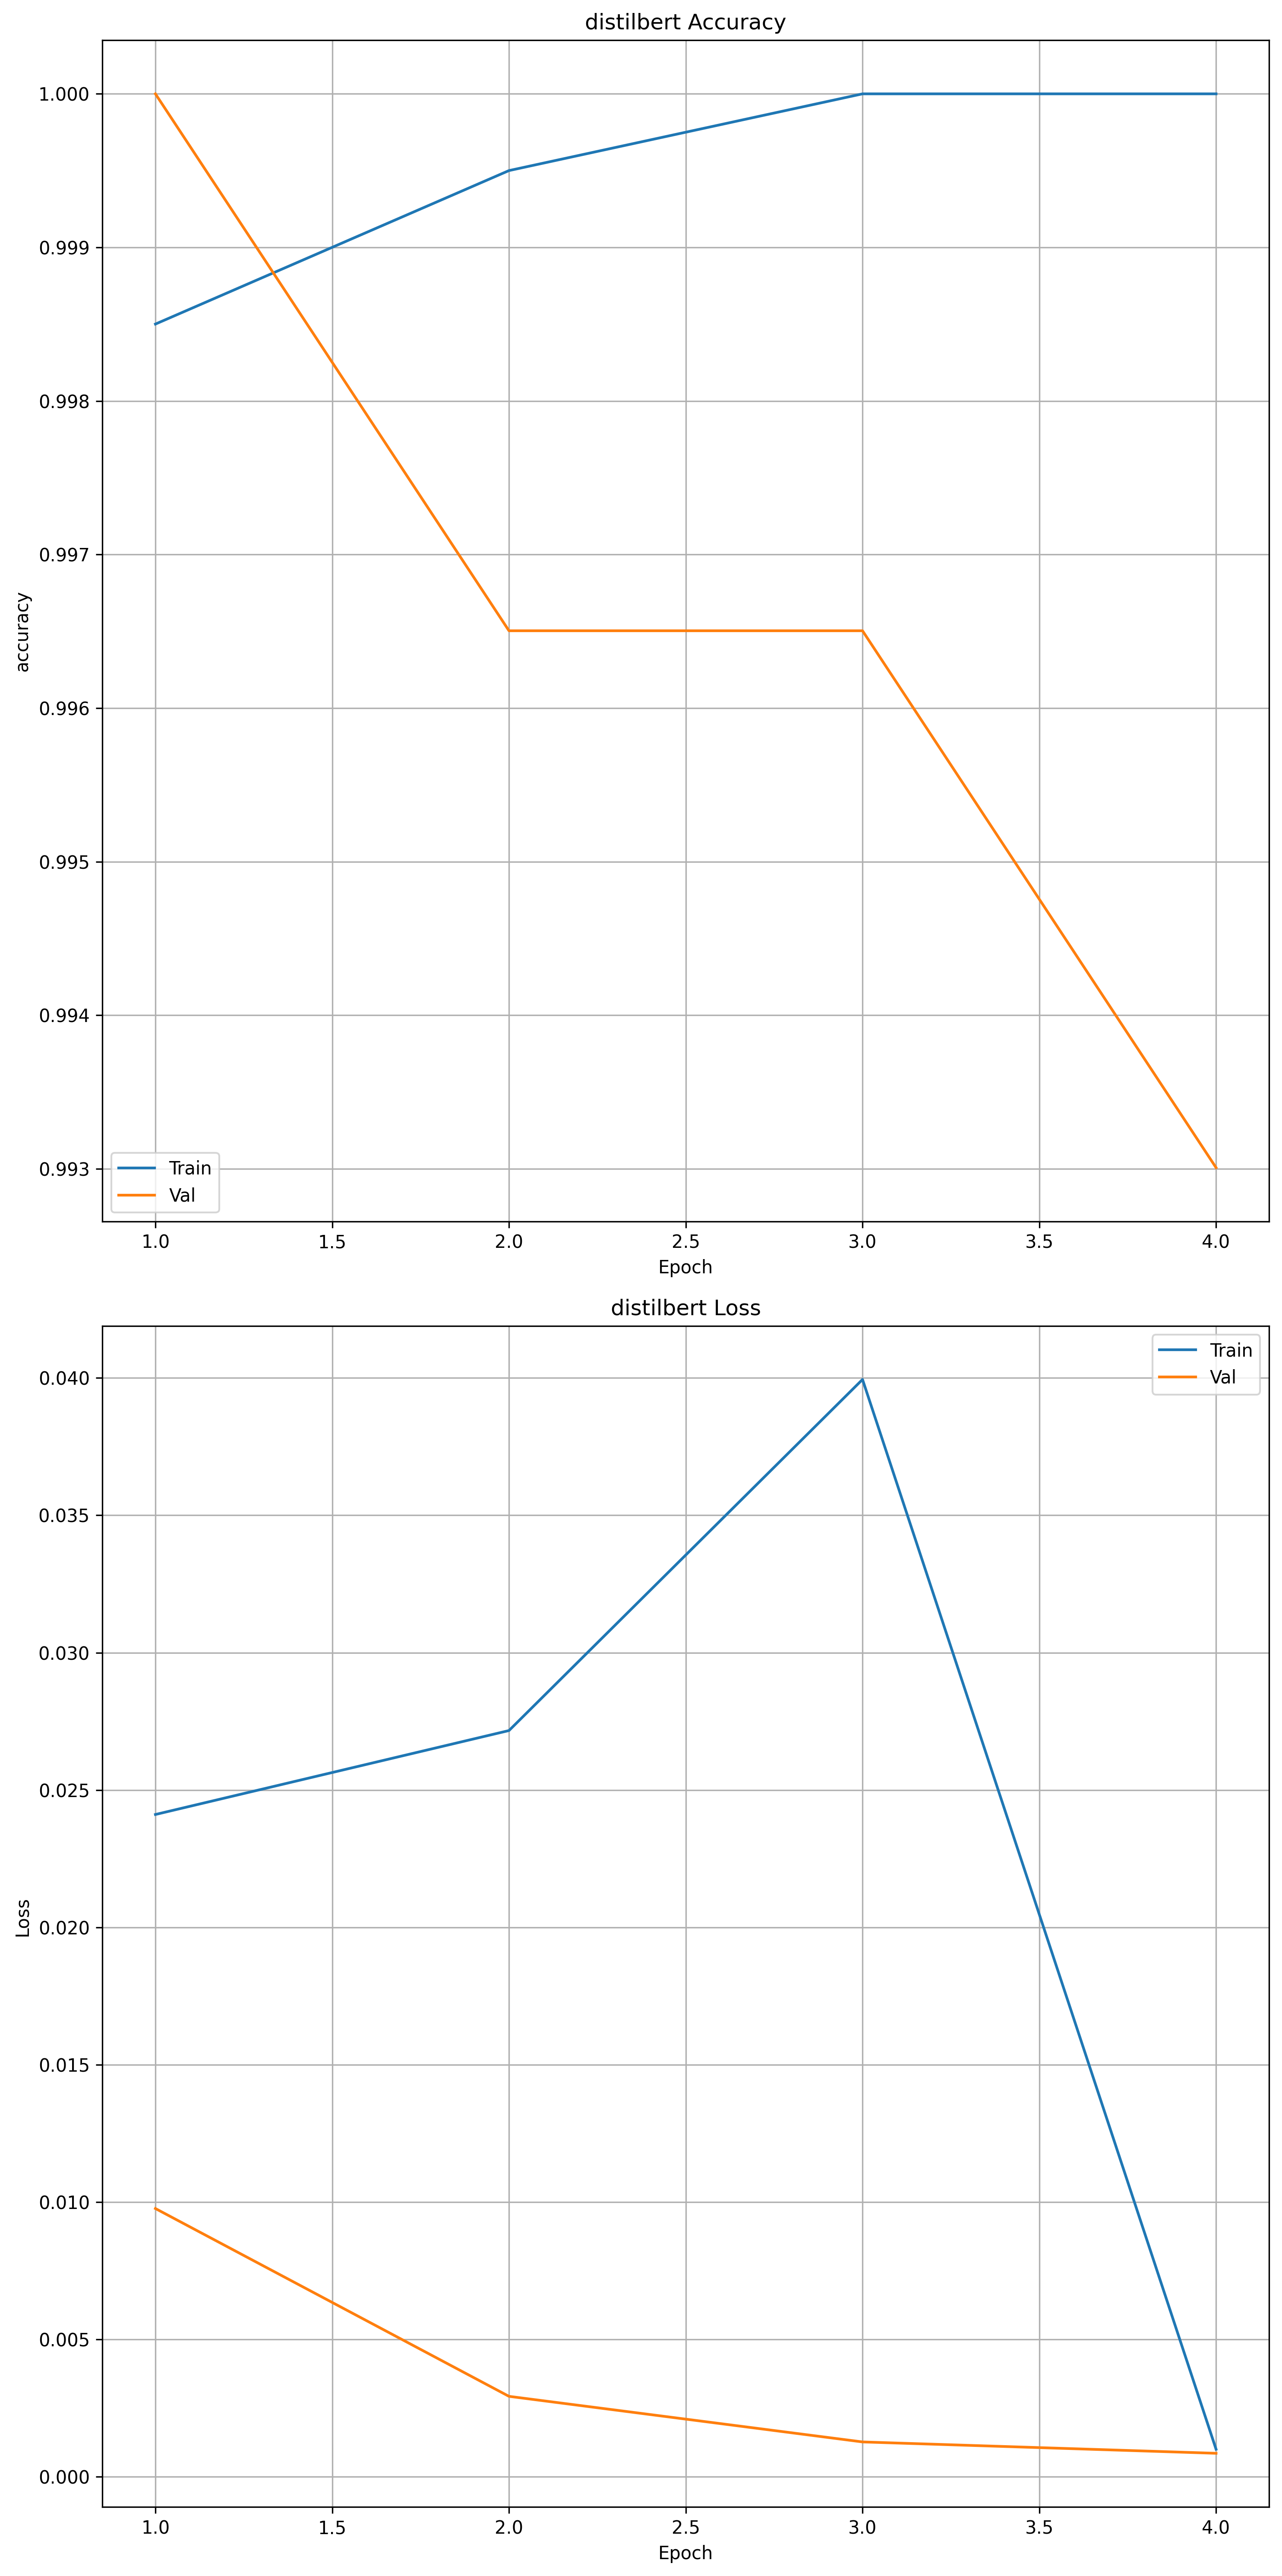 distilbert Accuracy
1.000
0.999
0.998
0.997
0.996
0.995
0.994
0.993
accuracy
Train
Val
1.0 1.5 2.0 2.5 3.0 3.5 4.0
Epoch
distilbert Loss
Train
Val
0.040
0.035
0.030
0.025
0.020
0.015
0.010
0.005
0.000
Loss
1.0 1.5 2.0 2.5 3.0 3.5 4.0
Epoch